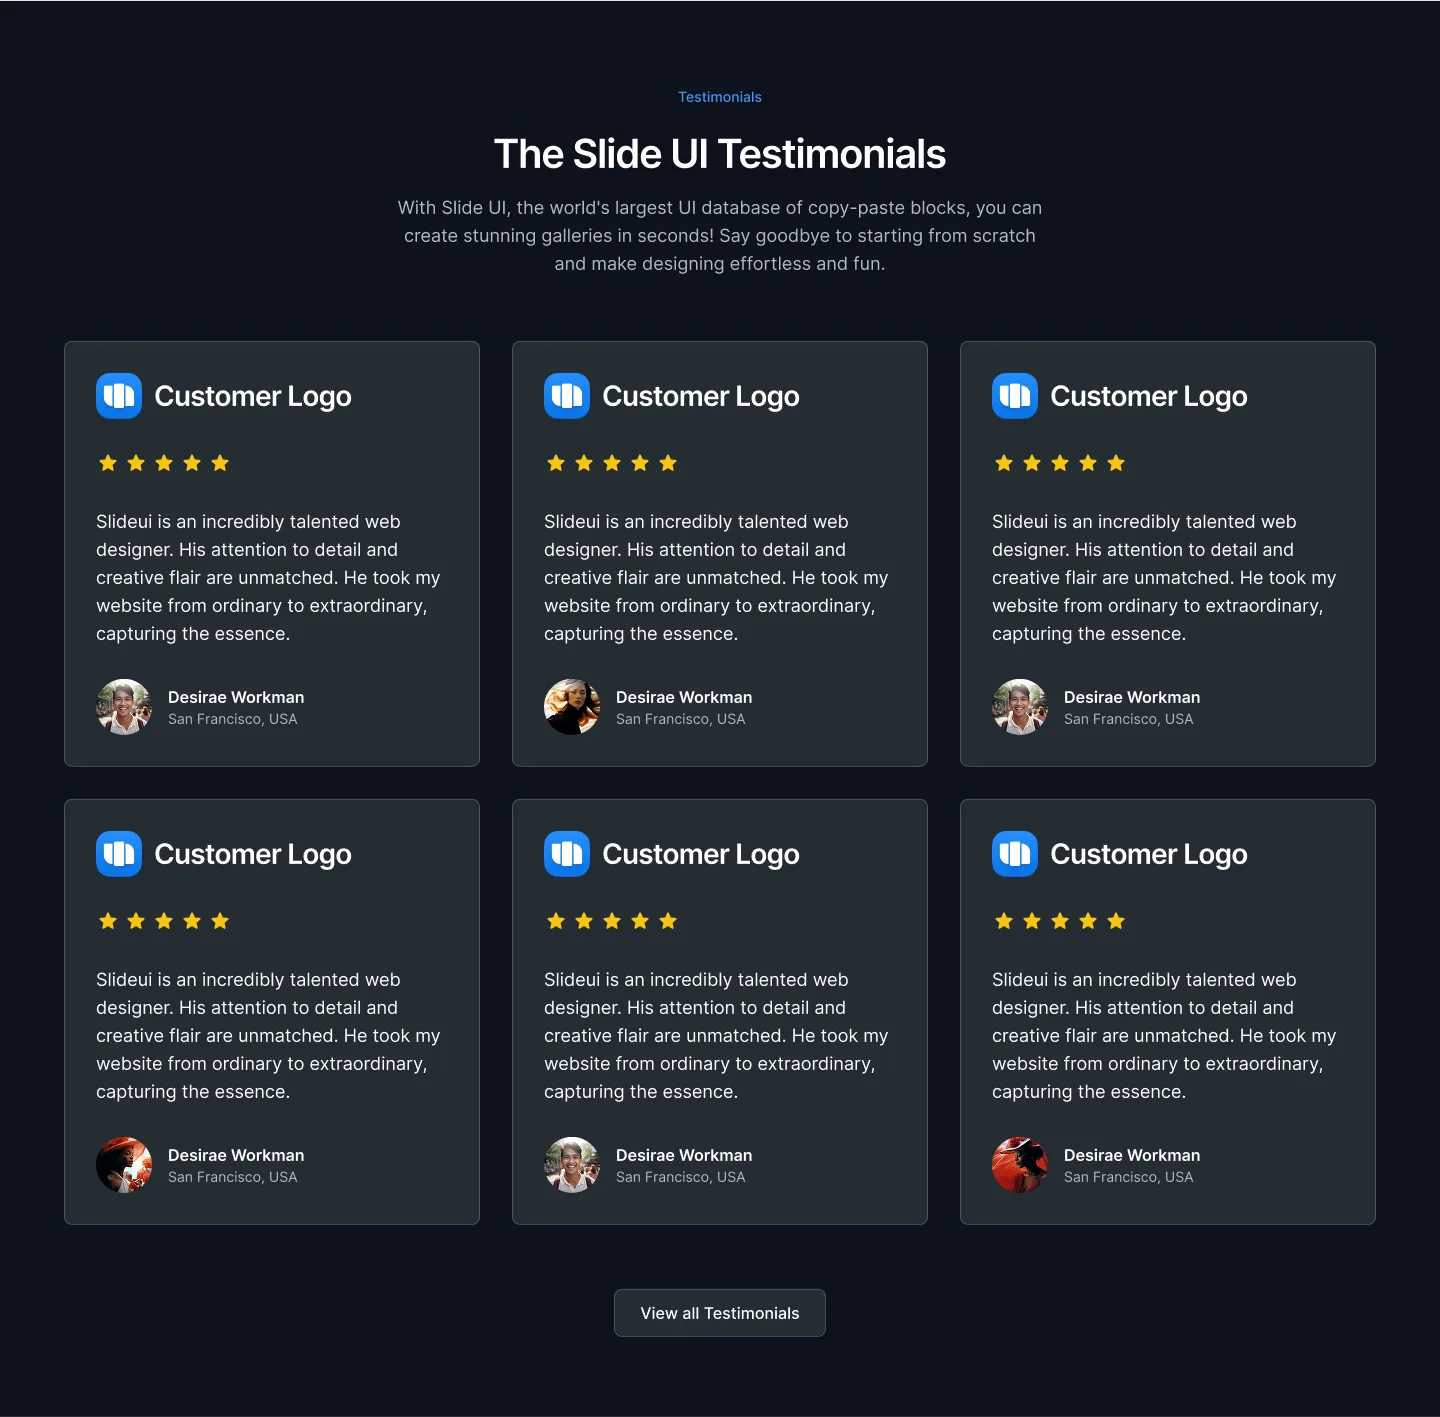 Testimonials
The Slide UI Testimonials
With Slide UI, the world's largest UI database of copy-paste blocks, you can
create stunning galleries in seconds! Say goodbye to starting from scratch
and make designing effortless and fun.
Customer Logo
Slideui is an incredibly talented web
designer. His attention to detail and
creative flair are unmatched. He took my
website from ordinary to extraordinary,
capturing the essence.
Desirae Workman
San Francisco, USA
Customer Logo
Slideui is an incredibly talented web
designer. His attention to detail and
creative flair are unmatched. He took my
website from ordinary to extraordinary,
capturing the essence.
Desirae Workman
San Francisco, USA
Customer Logo
Slideui is an incredibly talented web
designer. His attention to detail and
creative flair are unmatched. He took my
website from ordinary to extraordinary,
capturing the essence.
Desirae Workman
San Francisco, USA
Customer Logo
Slideui is an incredibly talented web
designer. His attention to detail and
creative flair are unmatched. He took my
website from ordinary to extraordinary,
capturing the essence.
Desirae Workman
San Francisco, USA
Customer Logo
Slideui is an incredibly talented web
designer. His attention to detail and
creative flair are unmatched. He took my
website from ordinary to extraordinary,
capturing the essence.
Desirae Workman
San Francisco, USA
Customer Logo
Slideui is an incredibly talented web
designer. His attention to detail and
creative flair are unmatched. He took my
website from ordinary to extraordinary,
capturing the essence.
Desirae Workman
San Francisco, USA
View all Testimonials